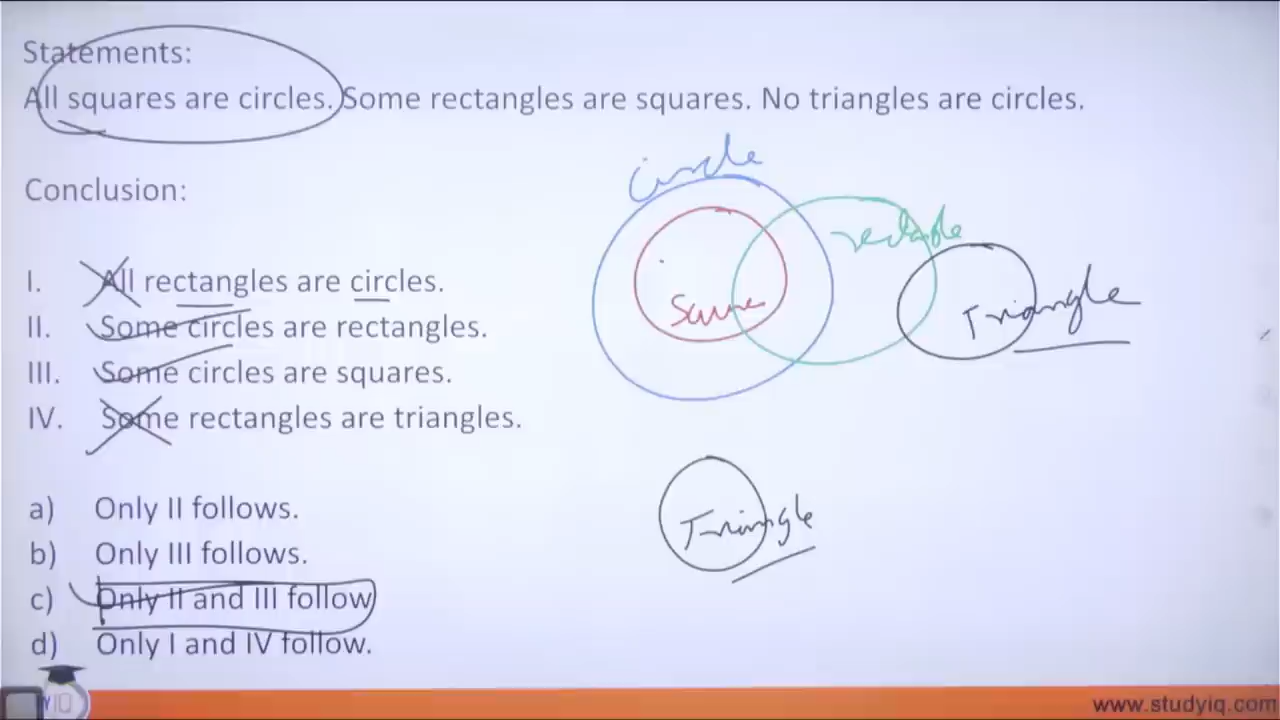 Statements:
All squares are circles. Some rectangles are squares. No triangles are circles.
Conclusion:
I. All rectangles are circles.
II. Some circles are rectangles.
III. Some circles are squares.
IV. Some rectangles are triangles.
a) Only II follows.
b) Only III follows.
c) Only II and III follow
d) Only I and IV follow.
circle
rectangle
Square
Triangle
Triangle
www.studyiq.com